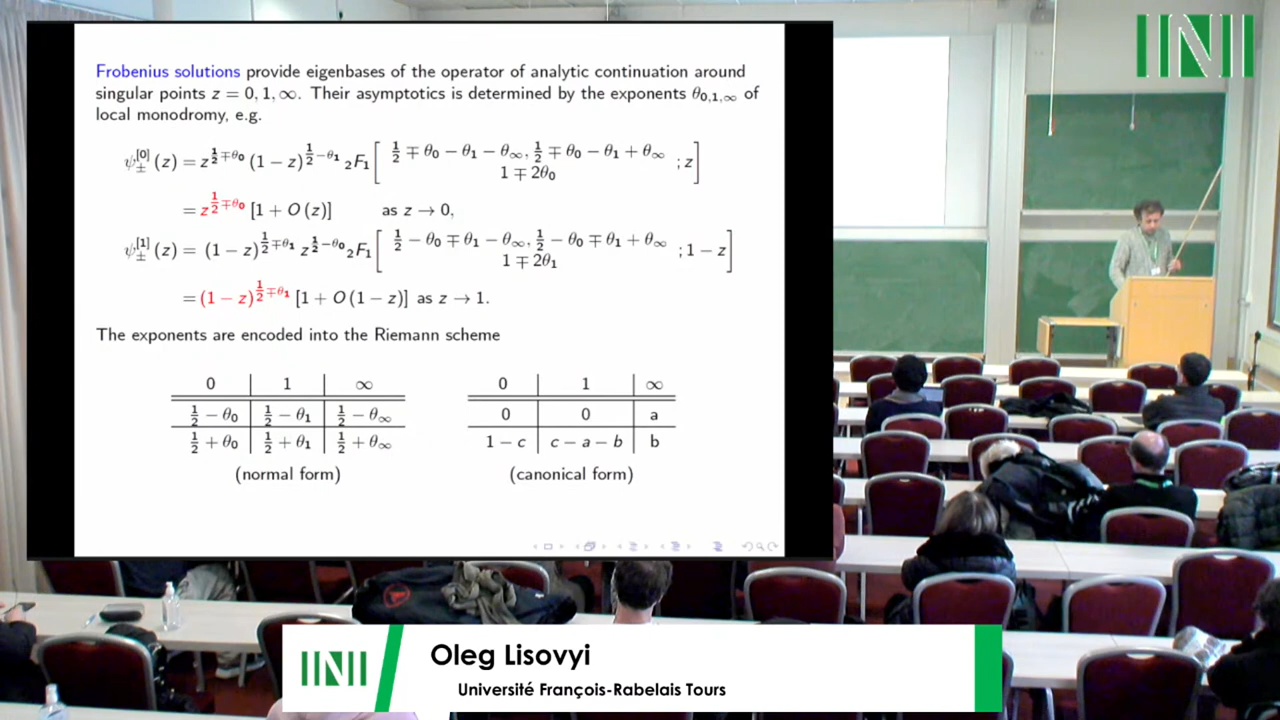 Frobenius solutions provide eigenbases of the operator of analytic continuation around
singular points z = 0, 1, ∞. Their asymptotics is determined by the exponents θ₀,₁,∞ of
local monodromy, e.g.
ψ±^[0] (z) = z^(1/2 ∓ θ₀) (1 − z)^(1/2 − θ₁) ₂F₁ [ 1/2 ∓ θ₀ − θ₁ − θ∞, 1/2 ∓ θ₀ − θ₁ + θ∞ ; z ]
1 ∓ 2θ₀
= z^(1/2 ∓ θ₀) [1 + O (z)] as z → 0,
ψ±^[1] (z) = (1 − z)^(1/2 ∓ θ₁) z^(1/2 − θ₀) ₂F₁ [ 1/2 − θ₀ ∓ θ₁ − θ∞, 1/2 − θ₀ ∓ θ₁ + θ∞ ; 1 − z ]
1 ∓ 2θ₁
= (1 − z)^(1/2 ∓ θ₁) [1 + O (1 − z)] as z → 1.
The exponents are encoded into the Riemann scheme
0 1 ∞
1/2 − θ₀ 1/2 − θ₁ 1/2 − θ∞
1/2 + θ₀ 1/2 + θ₁ 1/2 + θ∞
(normal form)
0 1 ∞
0 0 a
1 − c c − a − b b
(canonical form)
INI
INI
Oleg Lisovyi
Université François-Rabelais Tours